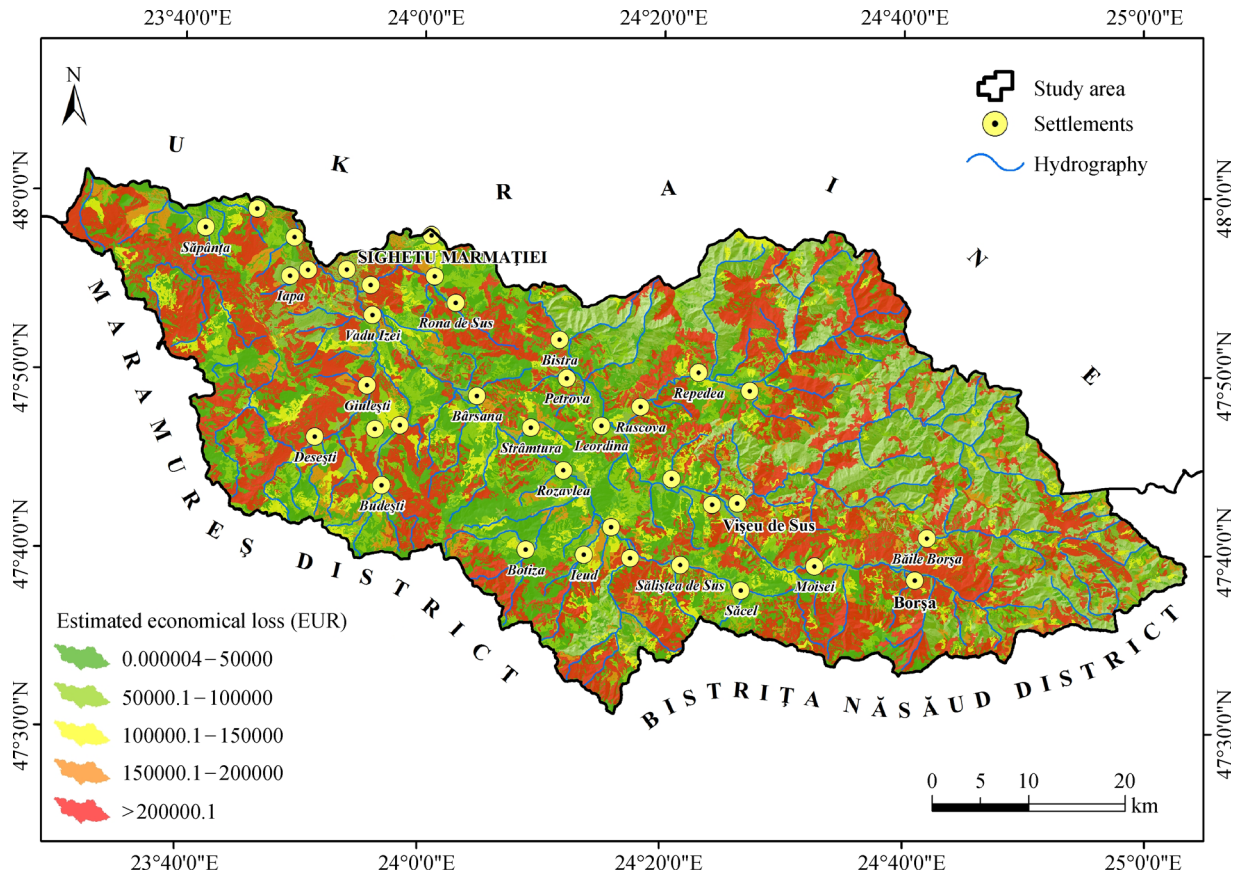 23°40'0"E 24°0'0"E 24°20'0"E 24°40'0"E 25°0'0"E
N
Study area
Settlements
Hydrography
UKRAINE
48°0'0"N
48°0'0"N
Săpânța
SIGHETU MARMAȚIEI
Iapa
Rona de Sus
Vadu Izei
Bistra
47°50'0"N
47°50'0"N
Petrova
Repedea
Giulești
Bârsana
Ruscova
Strâmtura
Leordina
Desești
Rozavlea
Budești
Vișeu de Sus
47°40'0"N
47°40'0"N
Băile Borșa
Botiza
Ieud
Săliștea de Sus
Moisei
Săcel
Borșa
MARAMUREȘ DISTRICT
BISTRIȚA NĂSĂUD DISTRICT
47°30'0"N
47°30'0"N
Estimated economical loss (EUR)
0.000004–50000
50000.1–100000
100000.1–150000
150000.1–200000
>200000.1
0 5 10 20
km
23°40'0"E 24°0'0"E 24°20'0"E 24°40'0"E 25°0'0"E